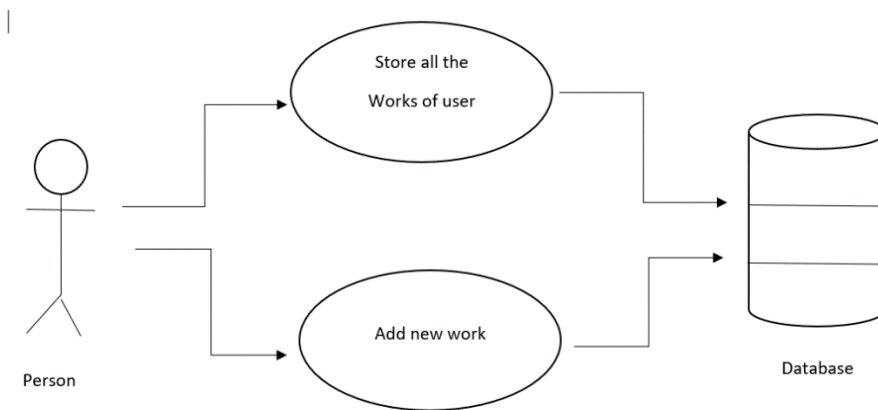 Store all the
Works of user
Add new work
Person
Database